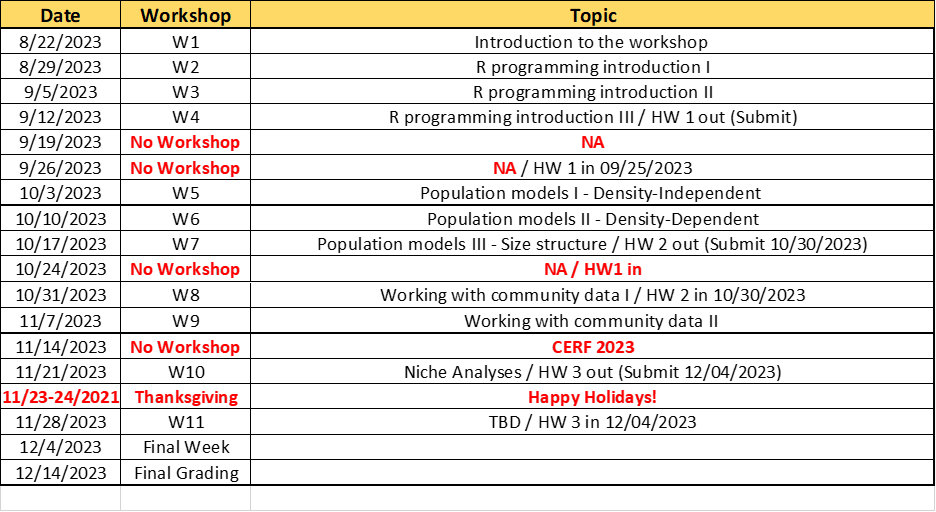 Date Workshop Topic
8/22/2023 W1 Introduction to the workshop
8/29/2023 W2 R programming introduction I
9/5/2023 W3 R programming introduction II
9/12/2023 W4 R programming introduction III / HW 1 out (Submit)
9/19/2023 No Workshop NA
9/26/2023 No Workshop NA / HW 1 in 09/25/2023
10/3/2023 W5 Population models I - Density-Independent
10/10/2023 W6 Population models II - Density-Dependent
10/17/2023 W7 Population models III - Size structure / HW 2 out (Submit 10/30/2023)
10/24/2023 No Workshop NA / HW1 in
10/31/2023 W8 Working with community data I / HW 2 in 10/30/2023
11/7/2023 W9 Working with community data II
11/14/2023 No Workshop CERF 2023
11/21/2023 W10 Niche Analyses / HW 3 out (Submit 12/04/2023)
11/23-24/2021 Thanksgiving Happy Holidays!
11/28/2023 W11 TBD / HW 3 in 12/04/2023
12/4/2023 Final Week
12/14/2023 Final Grading